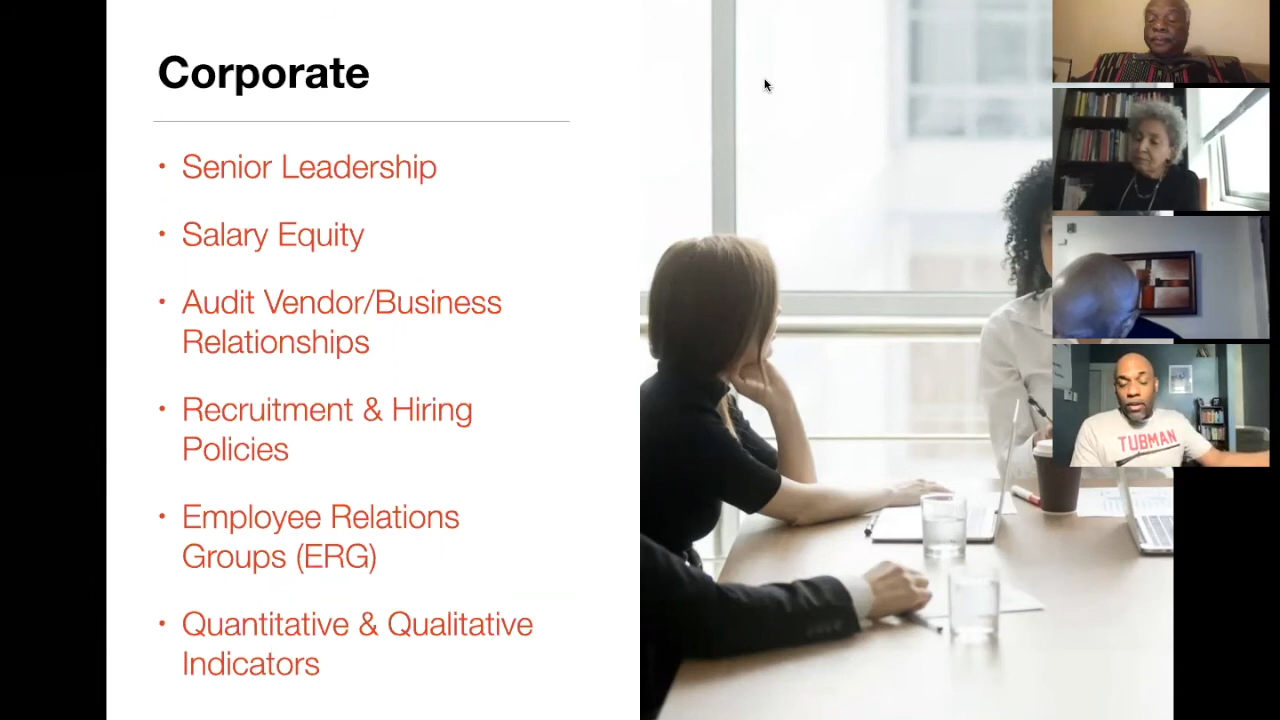 Corporate
• Senior Leadership
• Salary Equity
• Audit Vendor/Business
Relationships
• Recruitment & Hiring
Policies
• Employee Relations
Groups (ERG)
• Quantitative & Qualitative
Indicators
TUBMAN